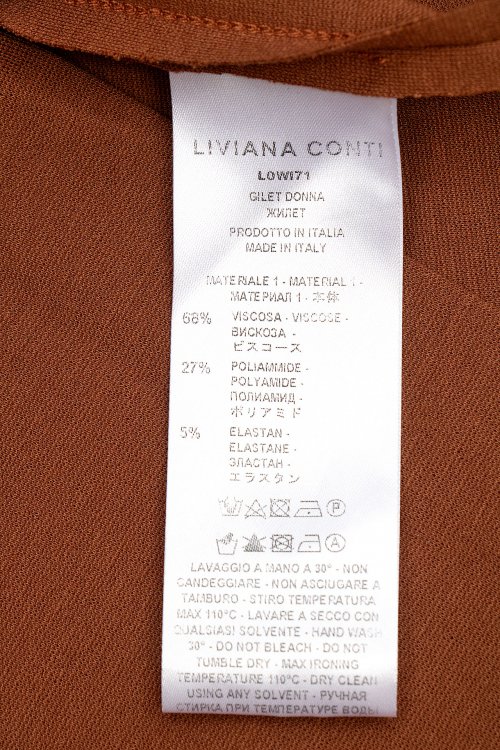 LIVIANA CONTI
L0WI71
GILET DONNA
ЖИЛЕТ
PRODOTTO IN ITALIA
MADE IN ITALY
MATERIALE 1 - MATERIAL 1 -
МАТЕРИАЛ 1 - 本体
68% VISCOSA - VISCOSE -
ВИСКОЗА -
ビスコース
27% POLIAMMIDE -
POLYAMIDE -
ПОЛИАМИД -
ポリアミド
5% ELASTAN -
ELASTANE -
ЭЛАСТАН -
エラスタン
P
A
LAVAGGIO A MANO A 30° - NON
CANDEGGIARE - NON ASCIUGARE A
TAMBURO - STIRO TEMPERATURA
MAX 110°C - LAVARE A SECCO CON
QUALSIASI SOLVENTE - HAND WASH
30° - DO NOT BLEACH - DO NOT
TUMBLE DRY - MAX IRONING
TEMPERATURE 110°C - DRY CLEAN
USING ANY SOLVENT - РУЧНАЯ
СТИРКА ПРИ ТЕМПЕРАТУРЕ ВОДЫ